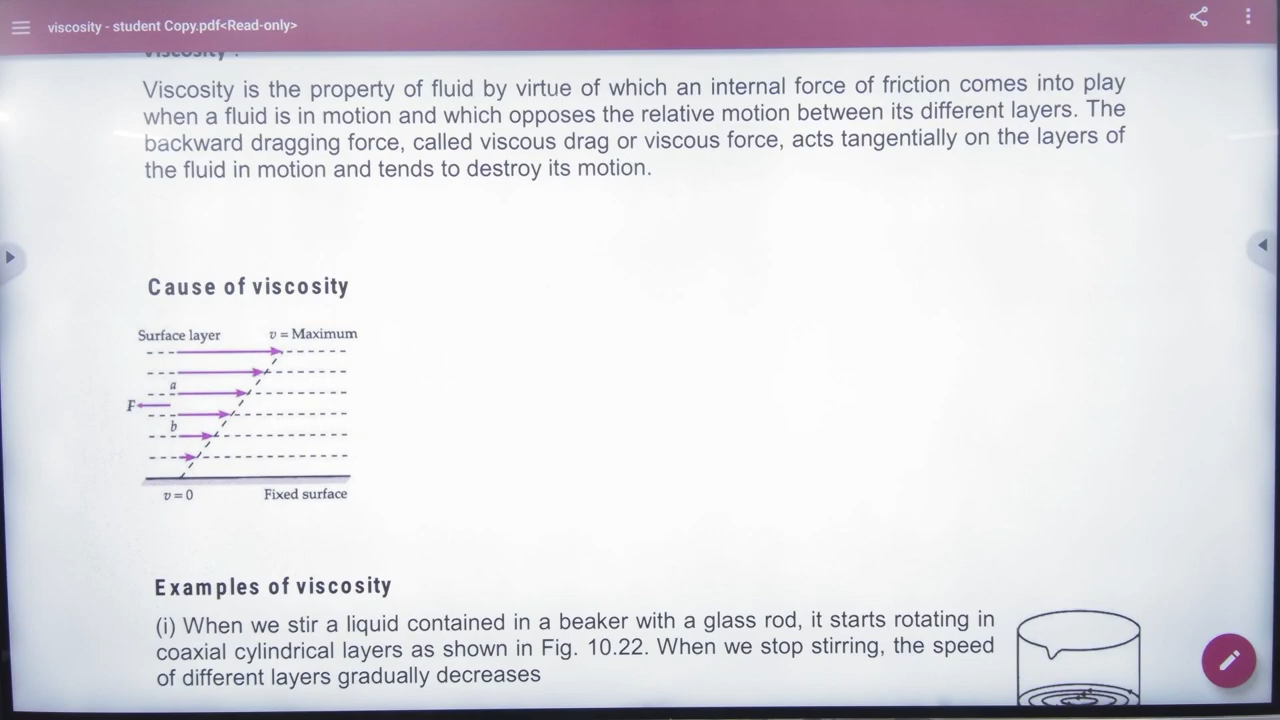 viscosity - student Copy.pdf<Read-only>
Viscosity :
Viscosity is the property of fluid by virtue of which an internal force of friction comes into play
when a fluid is in motion and which opposes the relative motion between its different layers. The
backward dragging force, called viscous drag or viscous force, acts tangentially on the layers of
the fluid in motion and tends to destroy its motion.
Cause of viscosity
Surface layer v = Maximum
a
F
b
v = 0 Fixed surface
Examples of viscosity
(i) When we stir a liquid contained in a beaker with a glass rod, it starts rotating in
coaxial cylindrical layers as shown in Fig. 10.22. When we stop stirring, the speed
of different layers gradually decreases